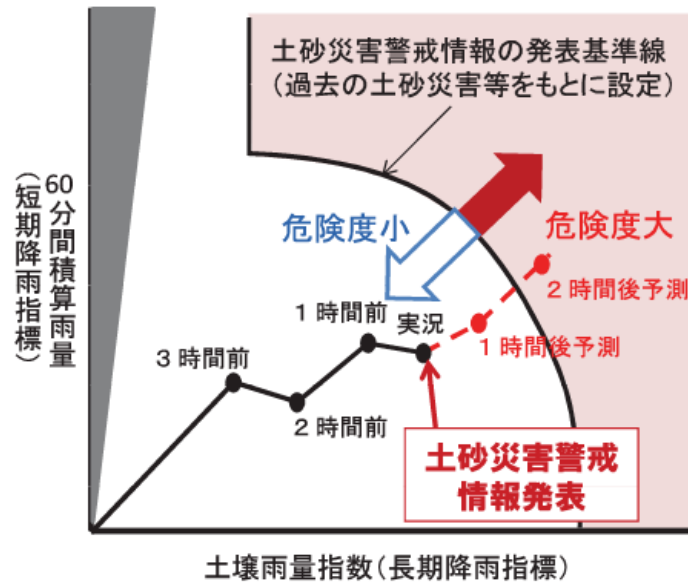 土砂災害警戒情報の発表基準線
(過去の土砂災害等をもとに設定)
60分間積算雨量
(短期降雨指標)
危険度小
危険度大
2時間後予測
1時間前
実況
1時間後予測
3時間前
2時間前
土砂災害警戒
情報発表
土壌雨量指数(長期降雨指標)